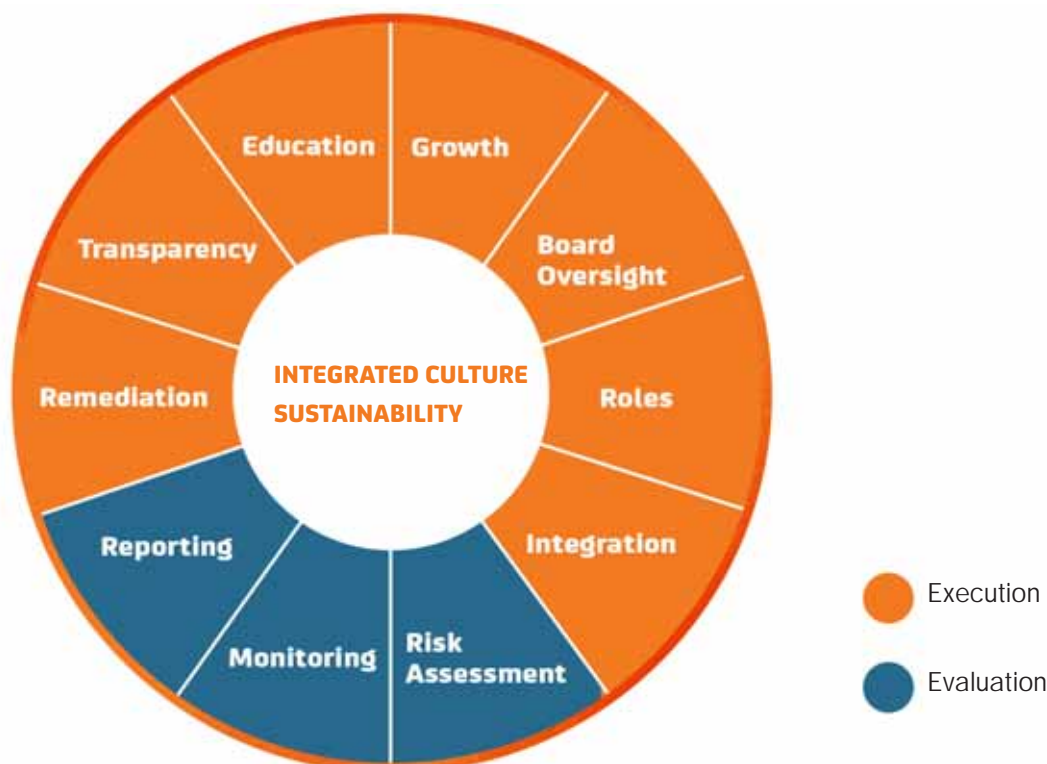 Education
Growth
Transparency
Board
Oversight
Remediation
INTEGRATED CULTURE
SUSTAINABILITY
Roles
Reporting
Integration
Monitoring
Risk
Assessment
Execution
Evaluation